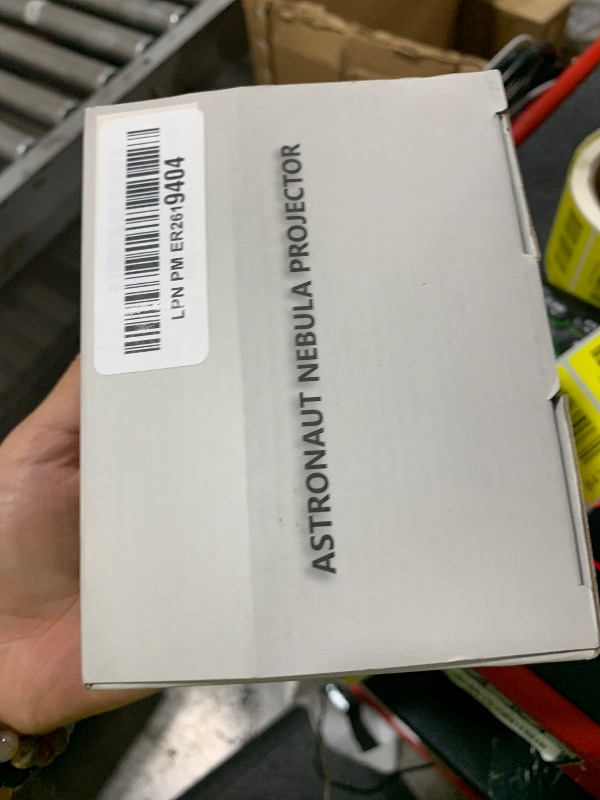 LPN PM ER2619404
ASTRONAUT NEBULA PROJECTOR